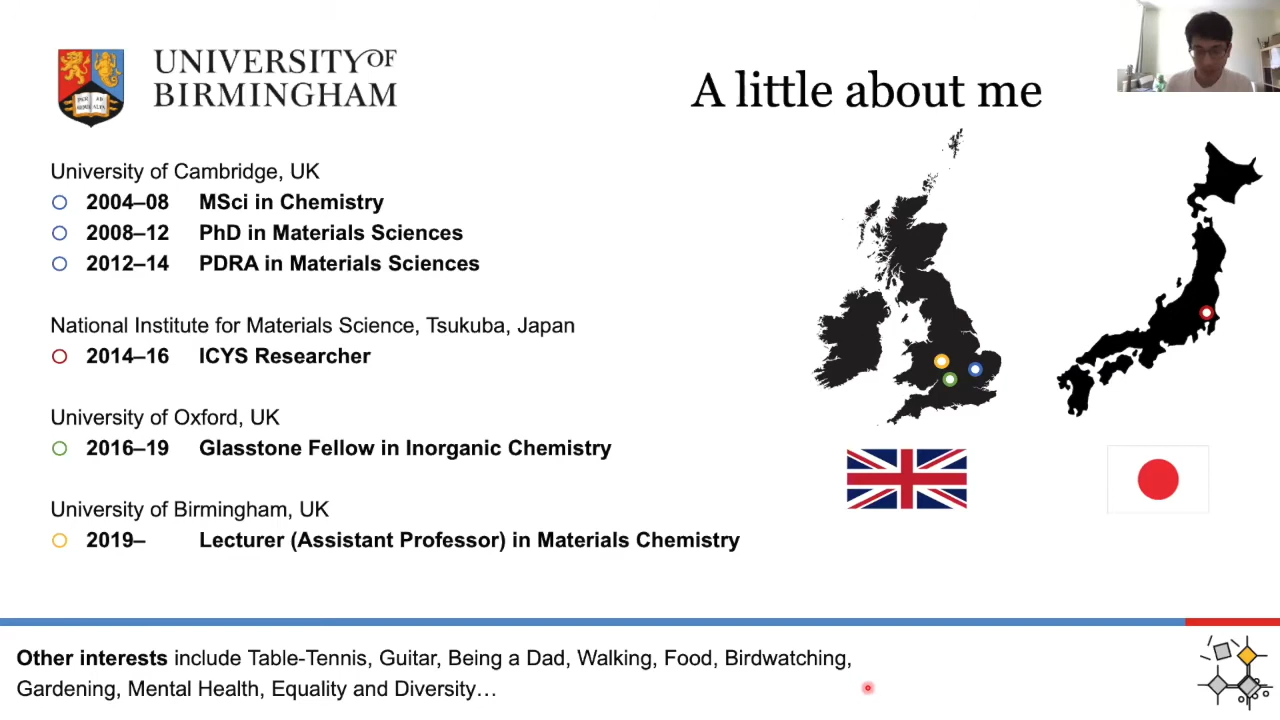 UNIVERSITY OF
BIRMINGHAM
A little about me
University of Cambridge, UK
2004–08 MSci in Chemistry
2008–12 PhD in Materials Sciences
2012–14 PDRA in Materials Sciences
National Institute for Materials Science, Tsukuba, Japan
2014–16 ICYS Researcher
University of Oxford, UK
2016–19 Glasstone Fellow in Inorganic Chemistry
University of Birmingham, UK
2019– Lecturer (Assistant Professor) in Materials Chemistry
Other interests include Table-Tennis, Guitar, Being a Dad, Walking, Food, Birdwatching,
Gardening, Mental Health, Equality and Diversity…